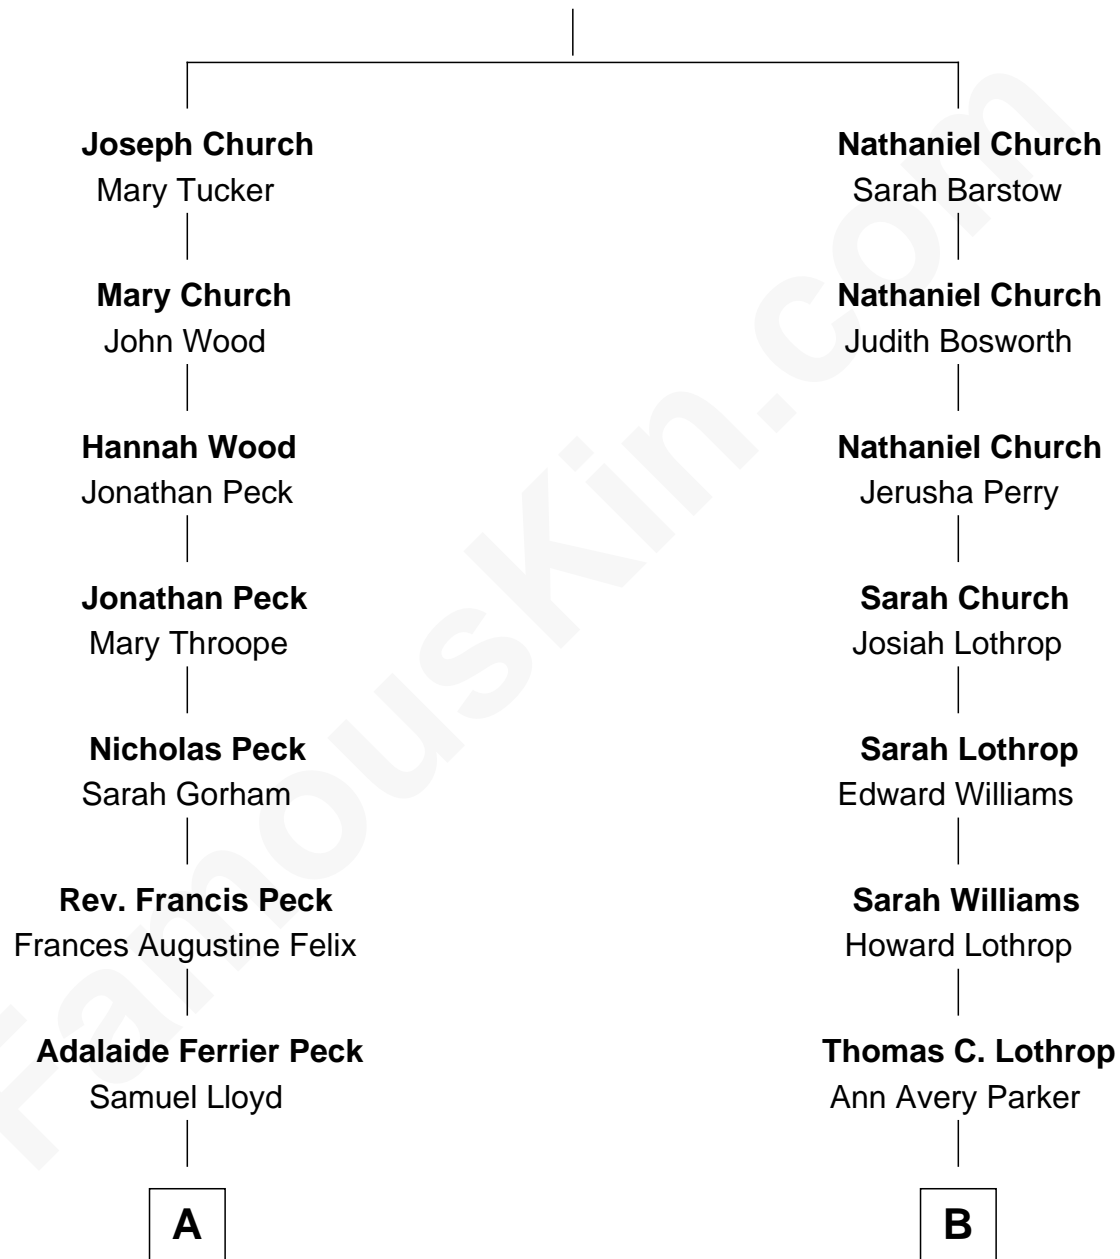 Joseph Church
Mary Tucker
Mary Church
John Wood
Hannah Wood
Jonathan Peck
Jonathan Peck
Mary Throope
Nicholas Peck
Sarah Gorham
Rev. Francis Peck
Frances Augustine Felix
Adalaide Ferrier Peck
Samuel Lloyd
A
Nathaniel Church
Sarah Barstow
Nathaniel Church
Judith Bosworth
Nathaniel Church
Jerusha Perry
Sarah Church
Josiah Lothrop
Sarah Lothrop
Edward Williams
Sarah Williams
Howard Lothrop
Thomas C. Lothrop
Ann Avery Parker
B
FamousKin.com